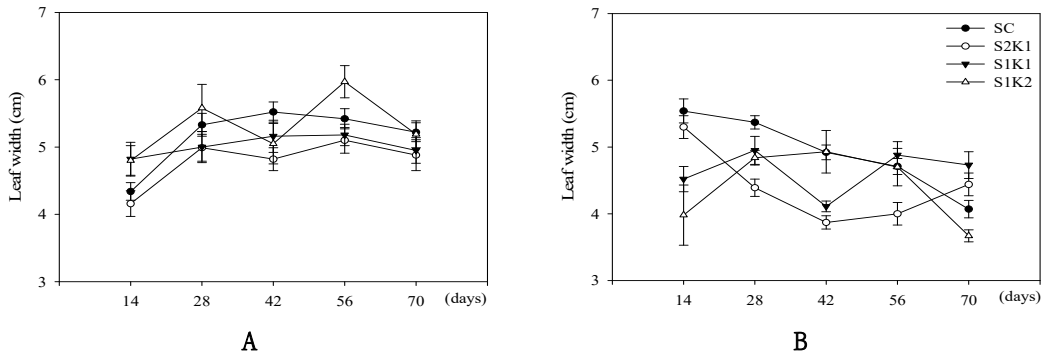 7
6
5
4
3
Leaf width (cm)
14 28 42 56 70 (days)
A
7
6
5
4
3
Leaf width (cm)
SC
S2K1
S1K1
S1K2
14 28 42 56 70 (days)
B